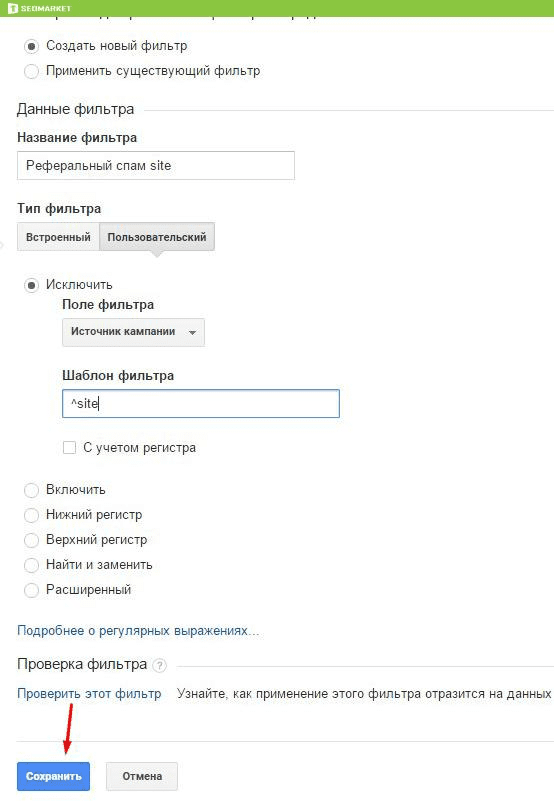 SEOMARKET
Создать новый фильтр
Применить существующий фильтр
Данные фильтра
Название фильтра
Реферальный спам site
Тип фильтра
Встроенный Пользовательский
Исключить
Поле фильтра
Источник кампании
Шаблон фильтра
^site
С учетом регистра
Включить
Нижний регистр
Верхний регистр
Найти и заменить
Расширенный
Подробнее о регулярных выражениях...
Проверка фильтра ?
Проверить этот фильтр Узнайте, как применение этого фильтра отразится на данных
Сохранить Отмена